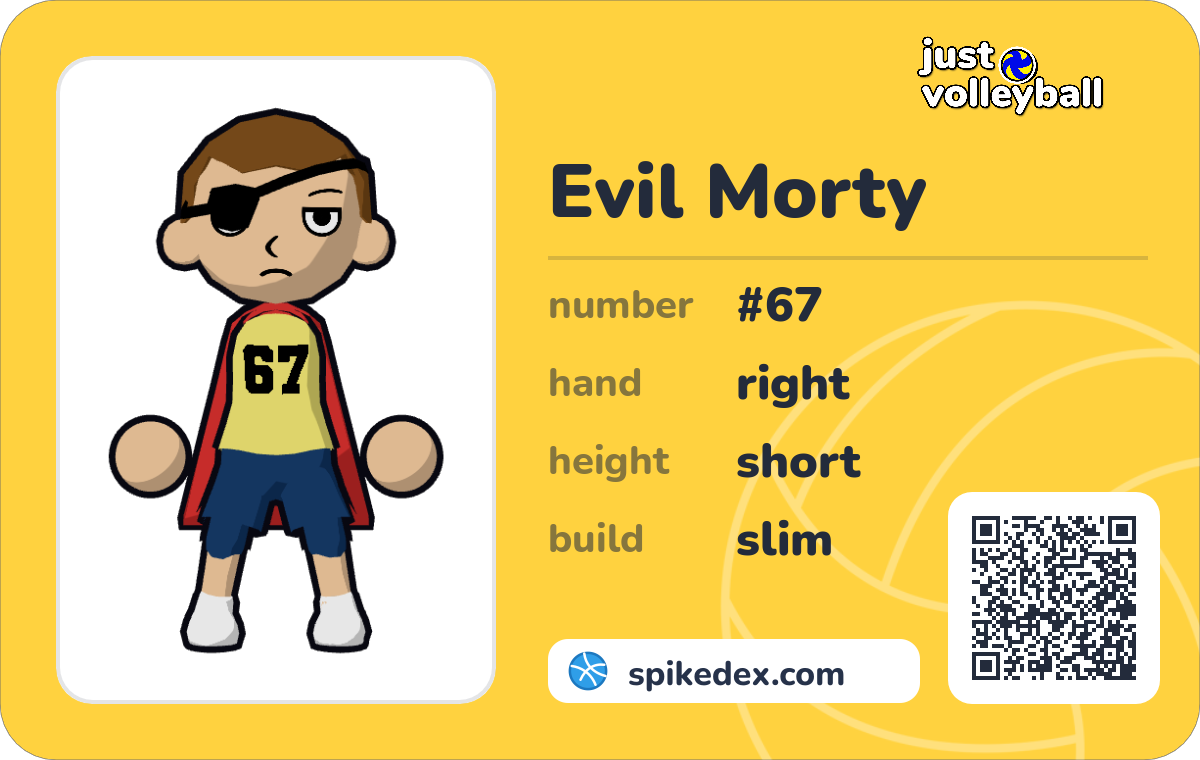 just
volleyball
Evil Morty
number #67
hand right
height short
build slim
67
spikedex.com